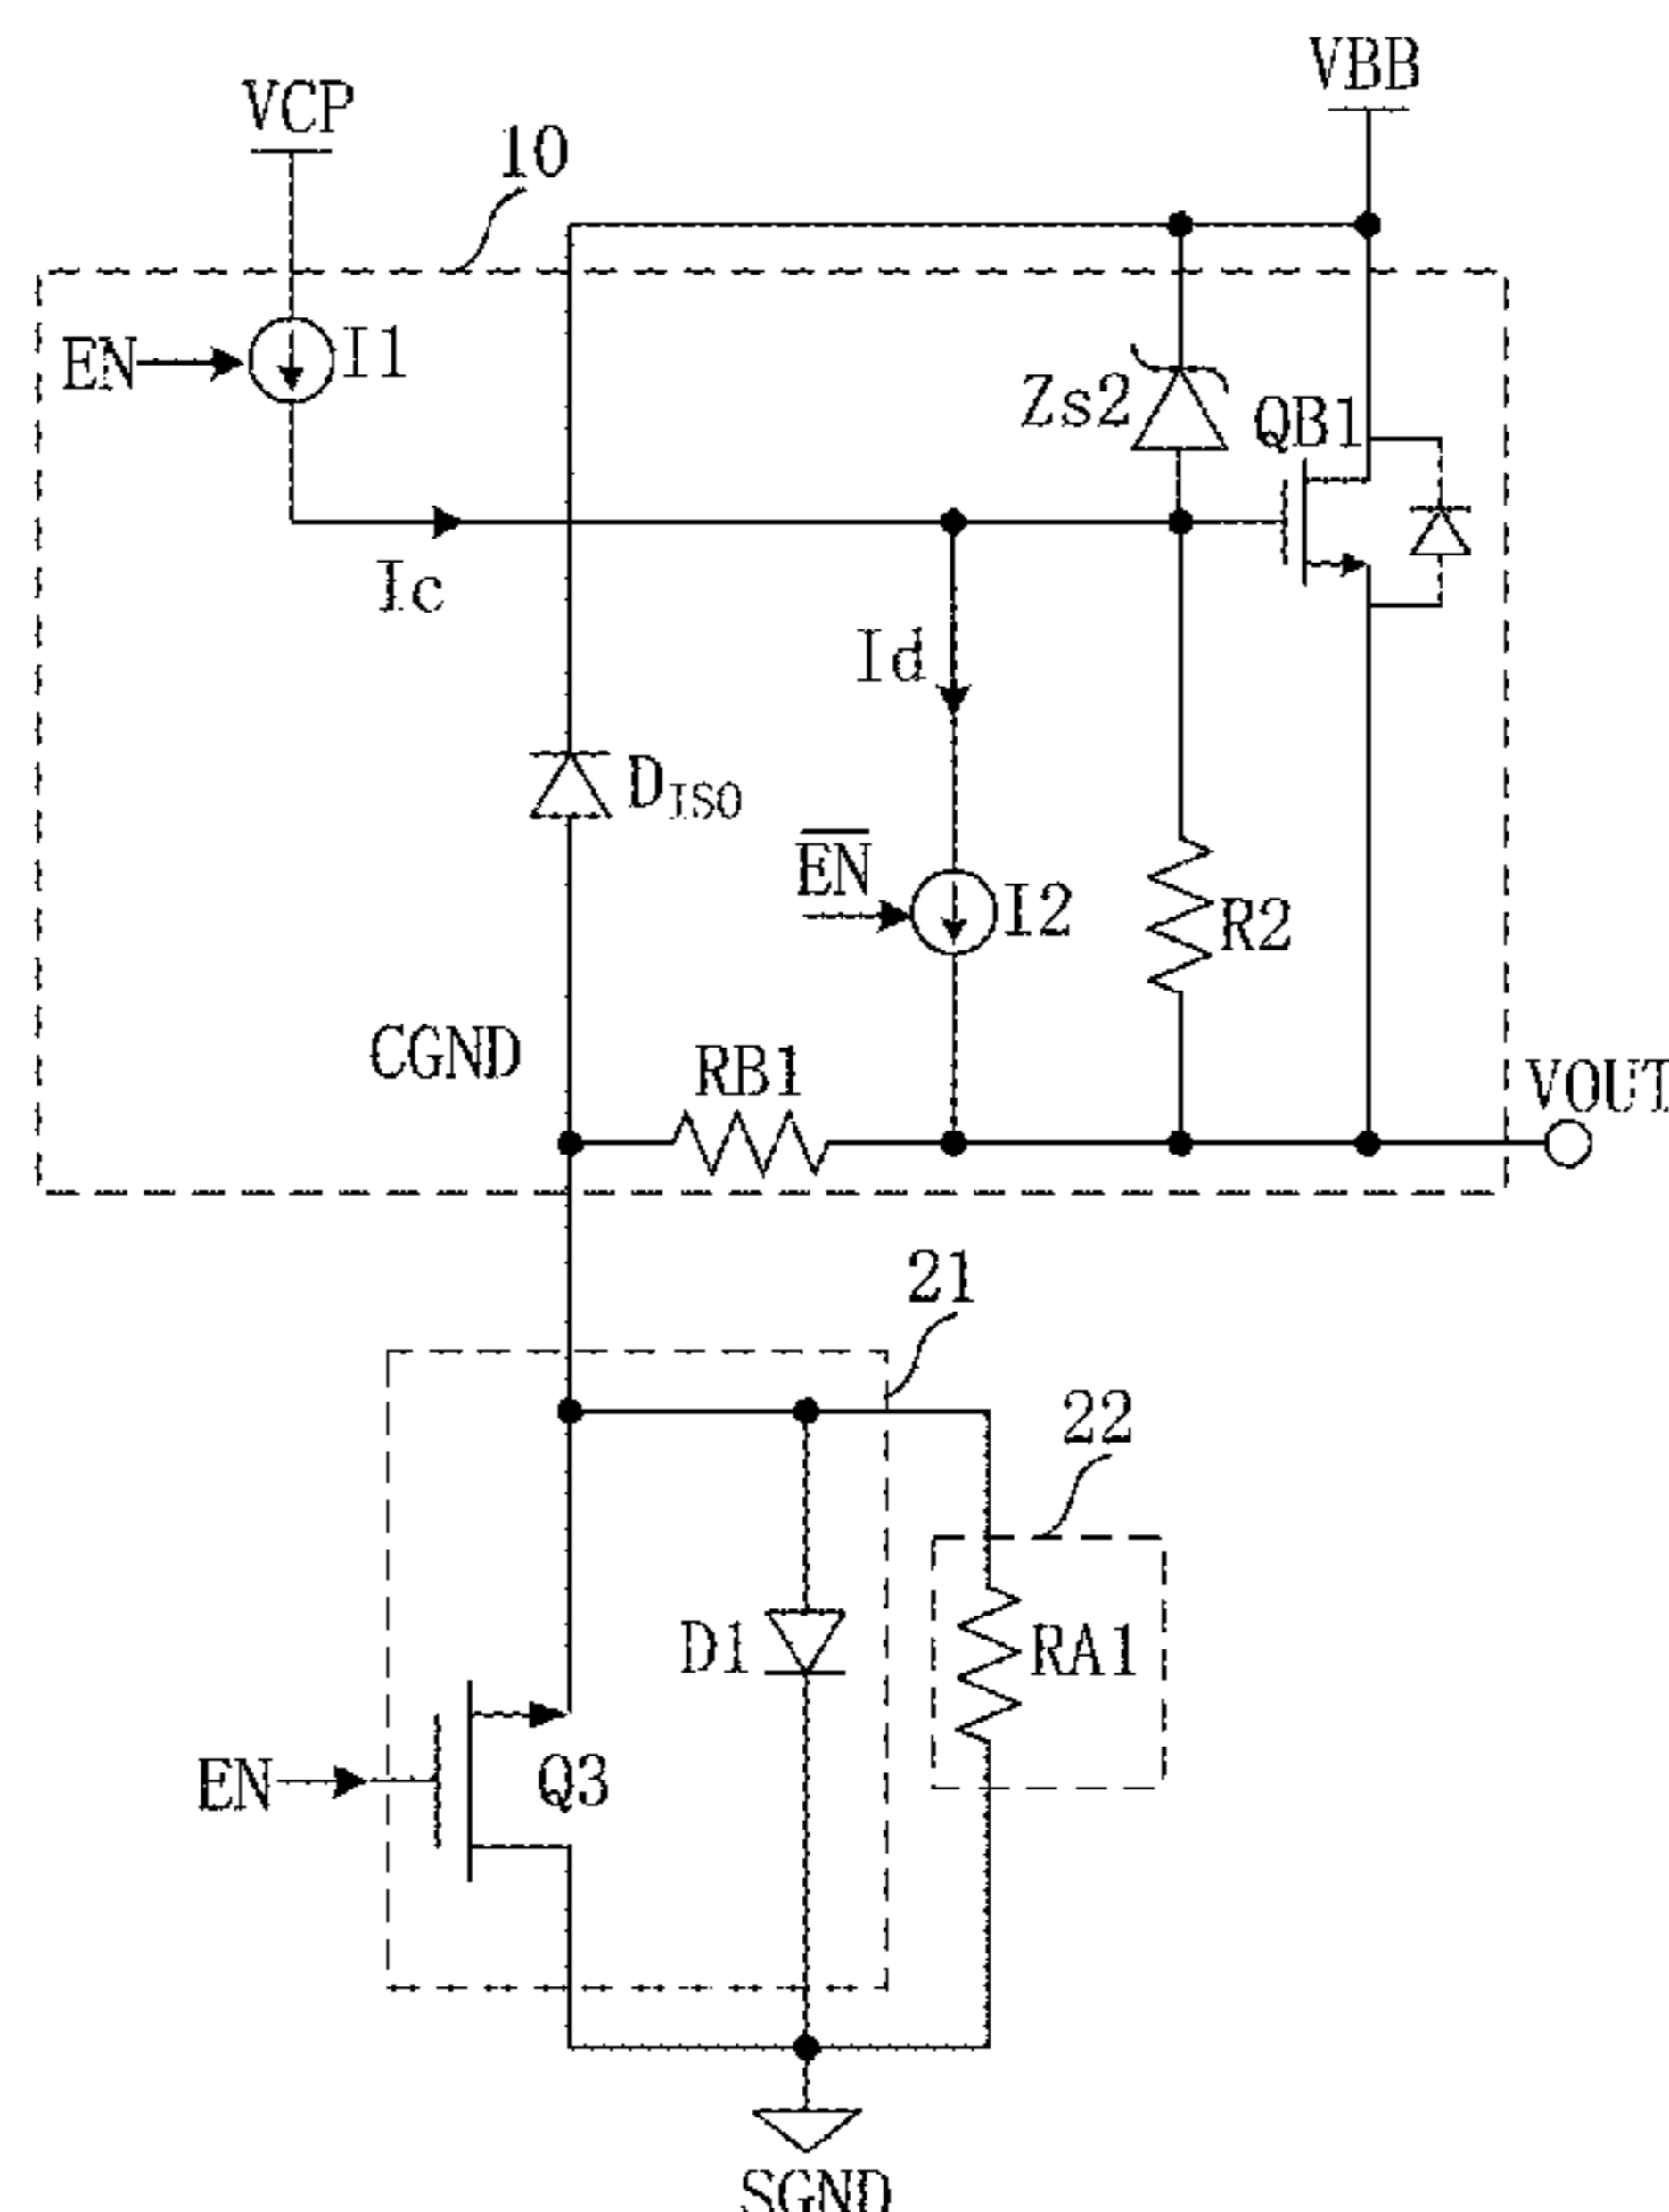 VBB
VCP
10
EN
I1
Zs2
QB1
Ic
Id
DISO
EN
I2
R2
CGND
RB1
VOUT
21
22
D1
RA1
EN
Q3
SGND